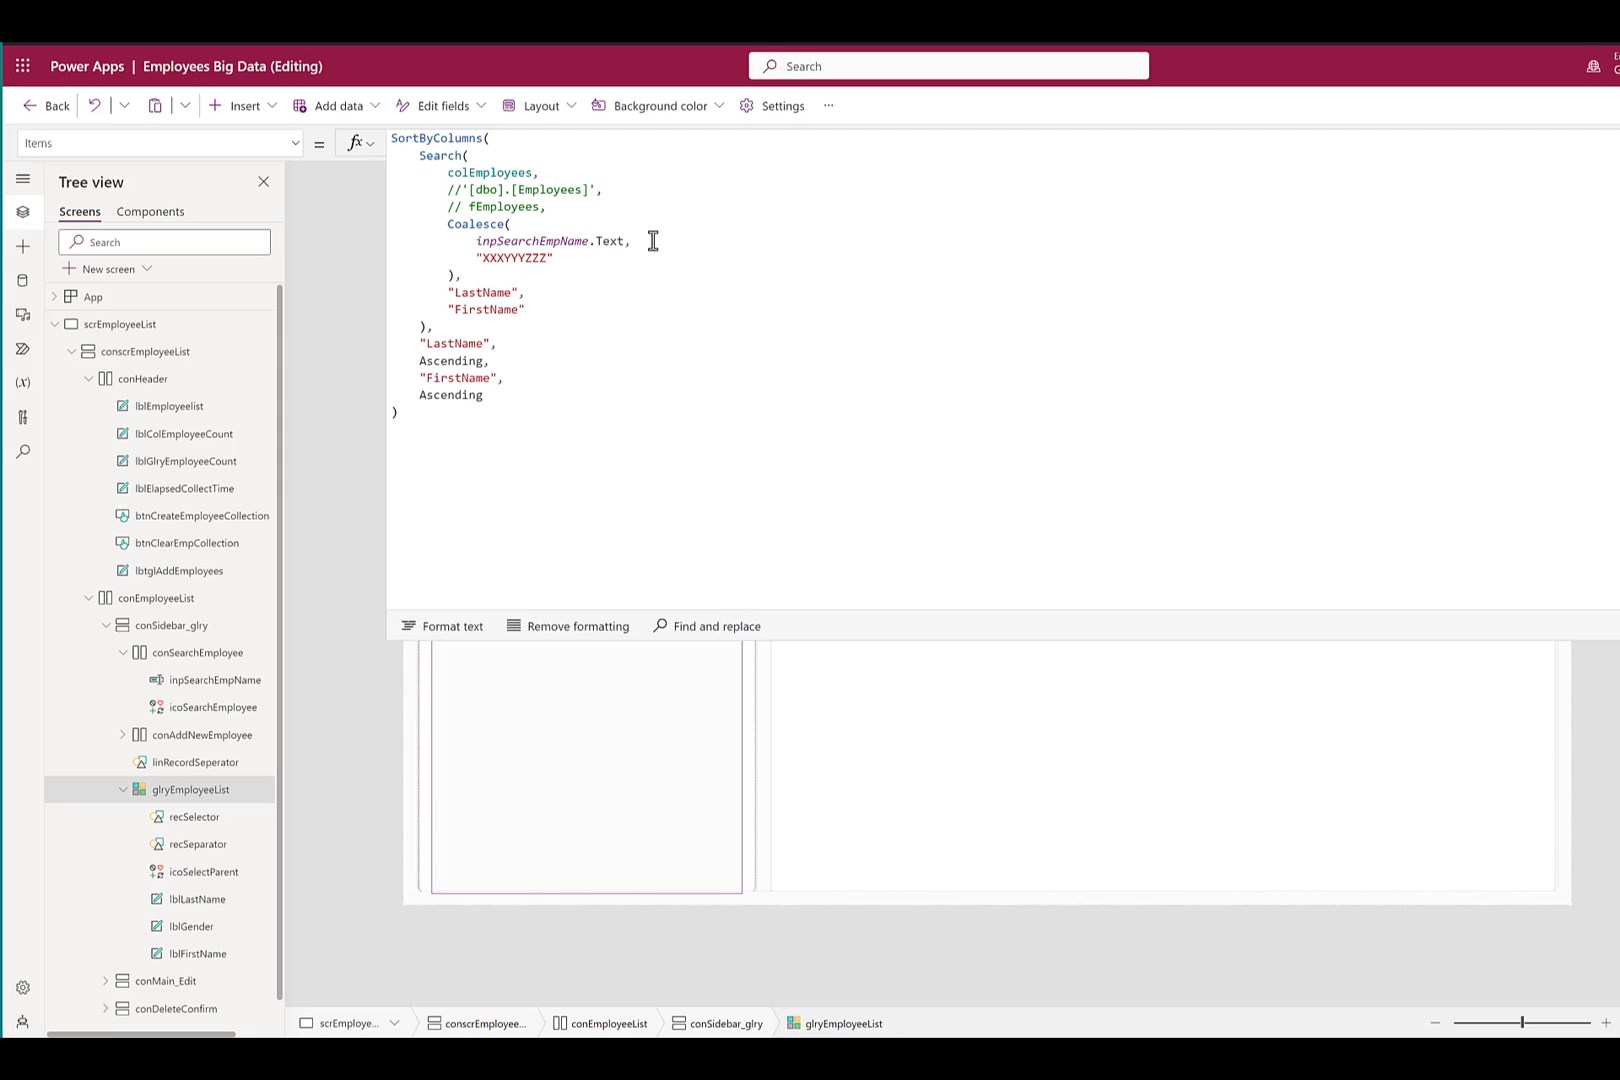 Power Apps | Employees Big Data (Editing)
Search
Back
Insert
Add data
Edit fields
Layout
Background color
Settings
Items
=
fx
SortByColumns(
Search(
colEmployees,
//'[dbo].[Employees]',
// fEmployees,
Coalesce(
inpSearchEmpName.Text,
"XXXYYYZZZ"
),
"LastName",
"FirstName"
),
"LastName",
Ascending,
"FirstName",
Ascending
)
Format text
Remove formatting
Find and replace
Tree view
Screens
Components
Search
New screen
App
scrEmployeeList
conscrEmployeeList
conHeader
lblEmployeelist
lblColEmployeeCount
lblGlryEmployeeCount
lblElapsedCollectTime
btnCreateEmployeeCollection
btnClearEmpCollection
lbtglAddEmployees
conEmployeeList
conSidebar_glry
conSearchEmployee
inpSearchEmpName
icoSearchEmployee
conAddNewEmployee
linRecordSeperator
glryEmployeeList
recSelector
recSeparator
icoSelectParent
lblLastName
lblGender
lblFirstName
conMain_Edit
conDeleteConfirm
scrEmploye...
conscrEmployee...
conEmployeeList
conSidebar_glry
glryEmployeeList